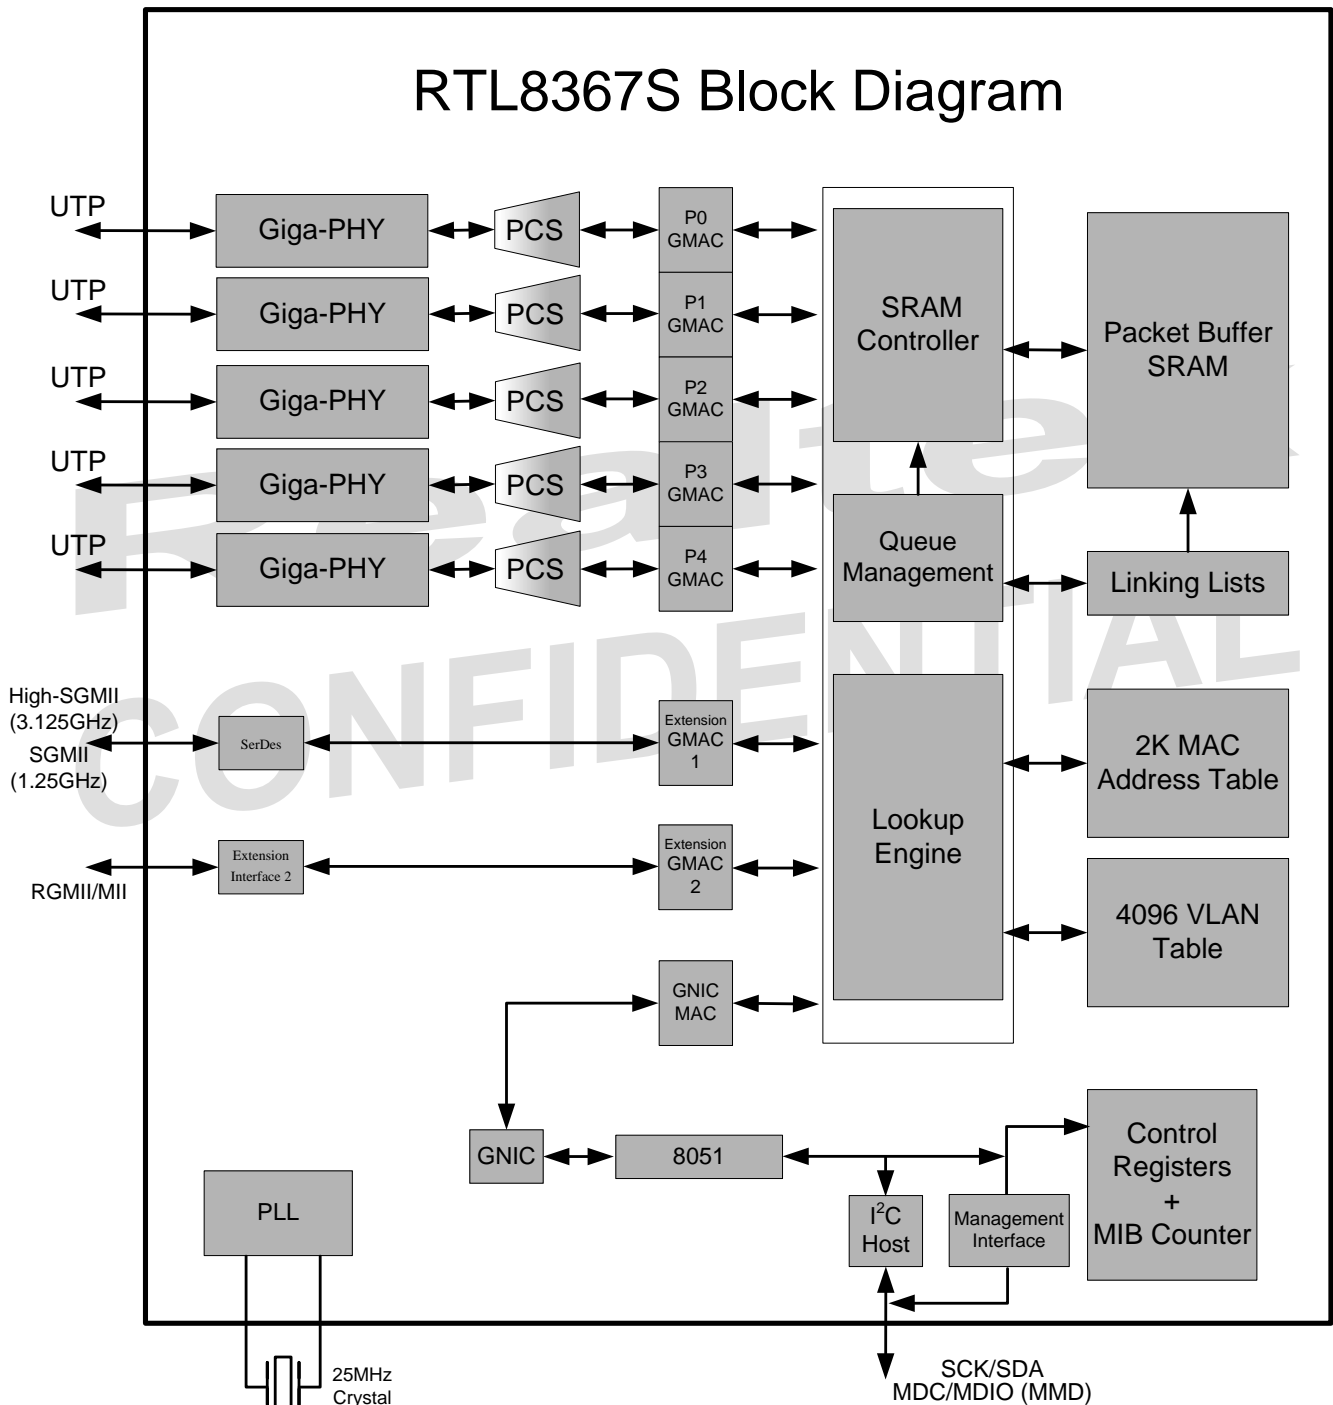 RTL8367S Block Diagram
UTP
Giga-PHY
PCS
P0
GMAC
UTP
Giga-PHY
PCS
P1
GMAC
UTP
Giga-PHY
PCS
P2
GMAC
UTP
Giga-PHY
PCS
P3
GMAC
UTP
Giga-PHY
PCS
P4
GMAC
SRAM
Controller
Packet Buffer
SRAM
Queue
Management
Linking Lists
Realtek
CONFIDENTIAL
High-SGMII
(3.125GHz)
SGMII
(1.25GHz)
SerDes
Extension
GMAC
1
Lookup
Engine
2K MAC
Address Table
RGMII/MII
Extension
Interface 2
Extension
GMAC
2
4096 VLAN
Table
GNIC
MAC
GNIC
8051
I²C
Host
Management
Interface
Control
Registers
+
MIB Counter
PLL
25MHz
Crystal
SCK/SDA
MDC/MDIO (MMD)